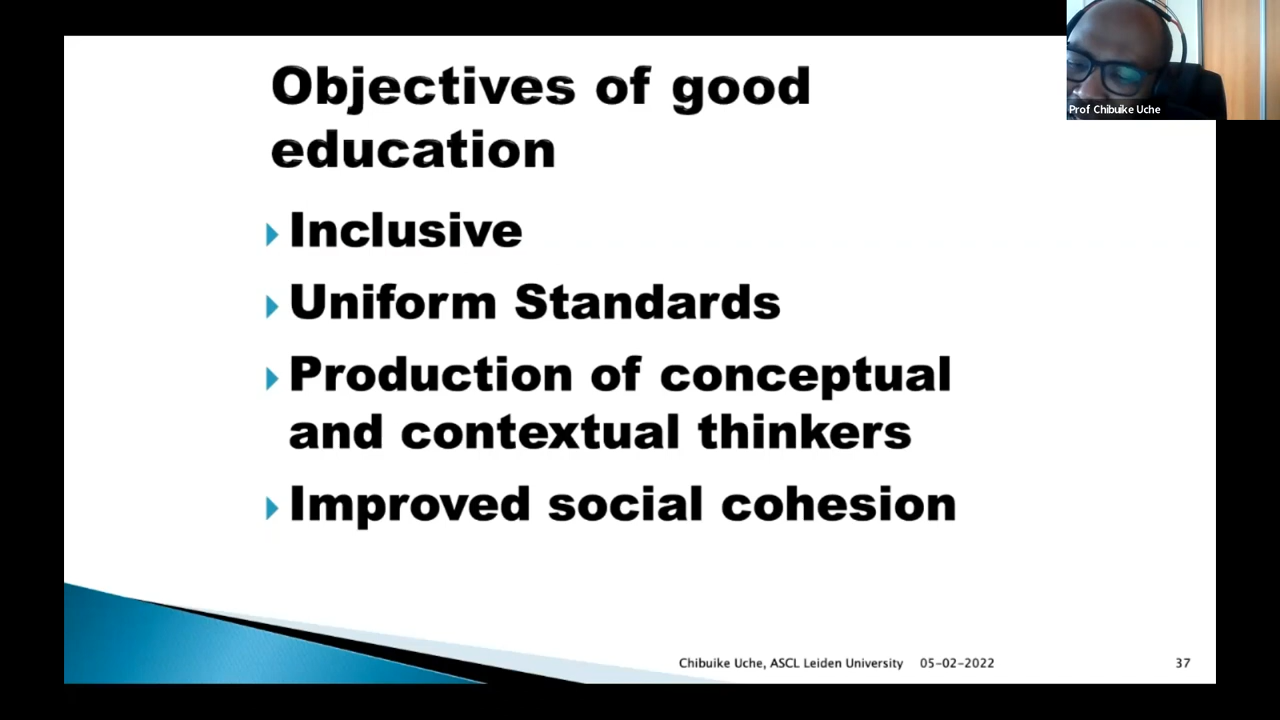 Objectives of good
education
Inclusive
Uniform Standards
Production of conceptual
and contextual thinkers
Improved social cohesion
Chibuike Uche, ASCL Leiden University 05-02-2022 37
Prof Chibuike Uche